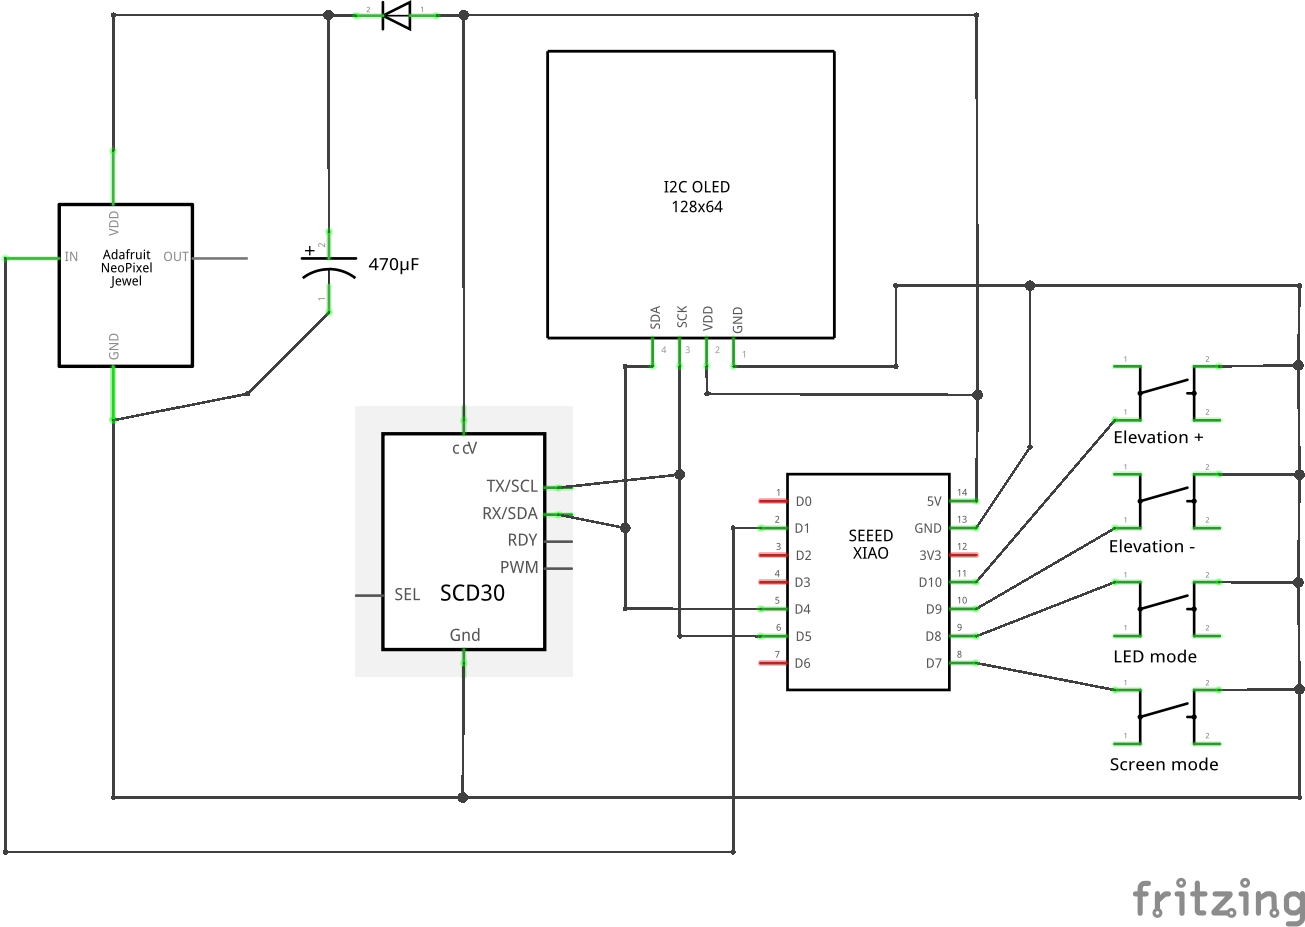 2 1
VDD
IN
Adafruit
NeoPixel
Jewel
OUT
GND
+
2
470µF
1
I2C OLED
128x64
SDA SCK VDD GND
4 3 2 1
ccV
TX/SCL
RX/SDA
RDY
PWM
SEL
SCD30
Gnd
SEEED
XIAO
1 D0
2 D1
3 D2
4 D3
5 D4
6 D5
7 D6
5V 14
GND 13
3V3 12
D10 11
D9 10
D8 9
D7 8
1 2
1 2
Elevation +
1 2
1 2
Elevation -
1 2
1 2
LED mode
1 2
1 2
Screen mode
fritzing